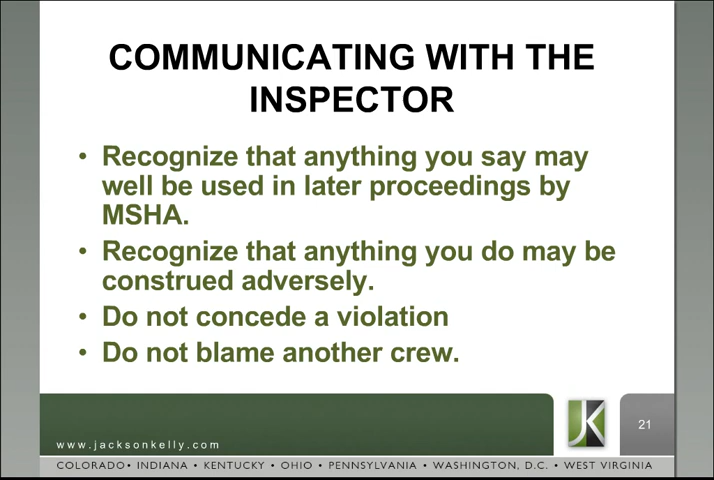 COMMUNICATING WITH THE
INSPECTOR
• Recognize that anything you say may
well be used in later proceedings by
MSHA.
• Recognize that anything you do may be
construed adversely.
• Do not concede a violation
• Do not blame another crew.
JK
21
www.jacksonkelly.com
COLORADO • INDIANA • KENTUCKY • OHIO • PENNSYLVANIA • WASHINGTON, D.C. • WEST VIRGINIA